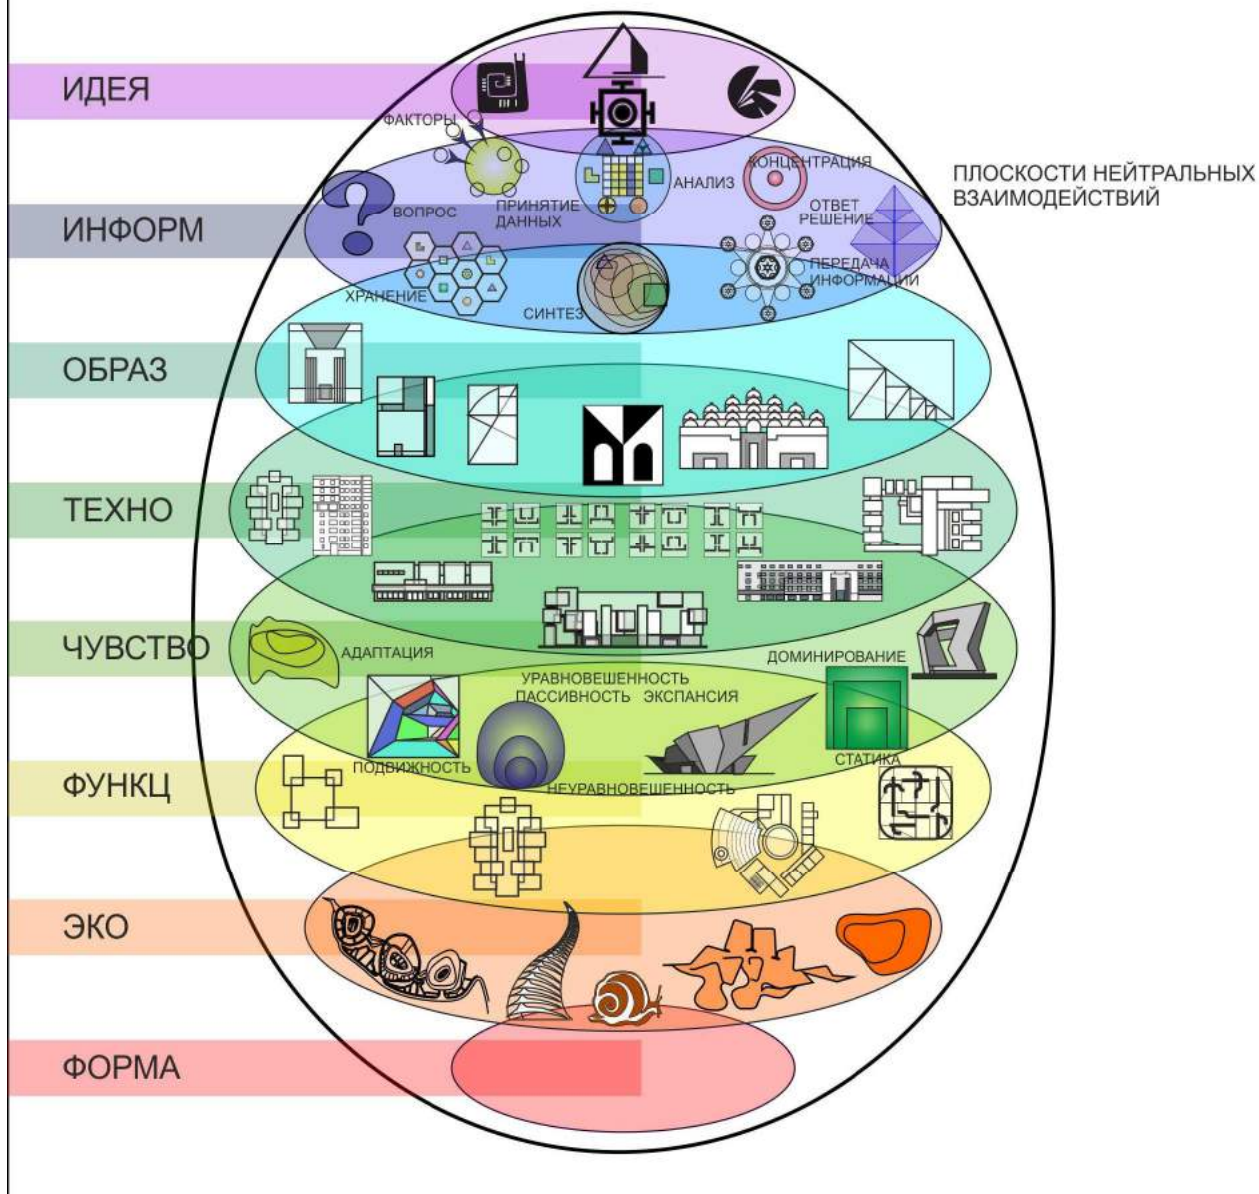 ИДЕЯ
ФАКТОРЫ
КОНЦЕНТРАЦИЯ
АНАЛИЗ
ПЛОСКОСТИ НЕЙТРАЛЬНЫХ
ВЗАИМОДЕЙСТВИЙ
ИНФОРМ
ВОПРОС
ПРИНЯТИЕ
ДАННЫХ
ОТВЕТ
РЕШЕНИЕ
ПЕРЕДАЧА
ИНФОРМАЦИИ
ХРАНЕНИЕ
СИНТЕЗ
ОБРАЗ
ТЕХНО
ЧУВСТВО
АДАПТАЦИЯ
ДОМИНИРОВАНИЕ
УРАВНОВЕШЕННОСТЬ
ПАССИВНОСТЬ ЭКСПАНСИЯ
ПОДВИЖНОСТЬ
СТАТИКА
НЕУРАВНОВЕШЕННОСТЬ
ФУНКЦ
ЭКО
ФОРМА